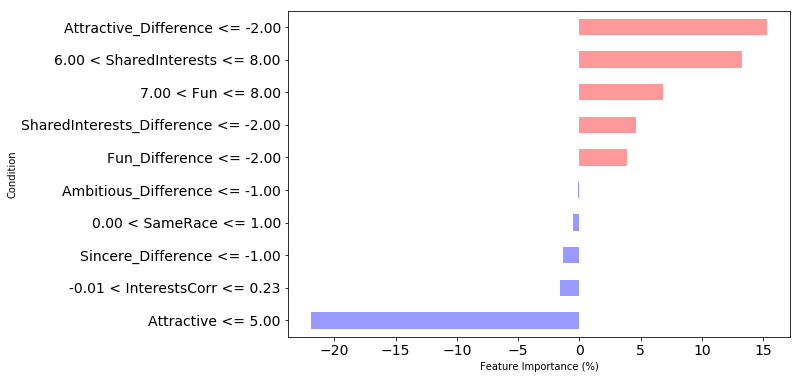 Attractive_Difference <= -2.00
6.00 < SharedInterests <= 8.00
7.00 < Fun <= 8.00
SharedInterests_Difference <= -2.00
Fun_Difference <= -2.00
Ambitious_Difference <= -1.00
0.00 < SameRace <= 1.00
Sincere_Difference <= -1.00
-0.01 < InterestsCorr <= 0.23
Attractive <= 5.00
Condition
−20 −15 −10 −5 0 5 10 15
Feature Importance (%)